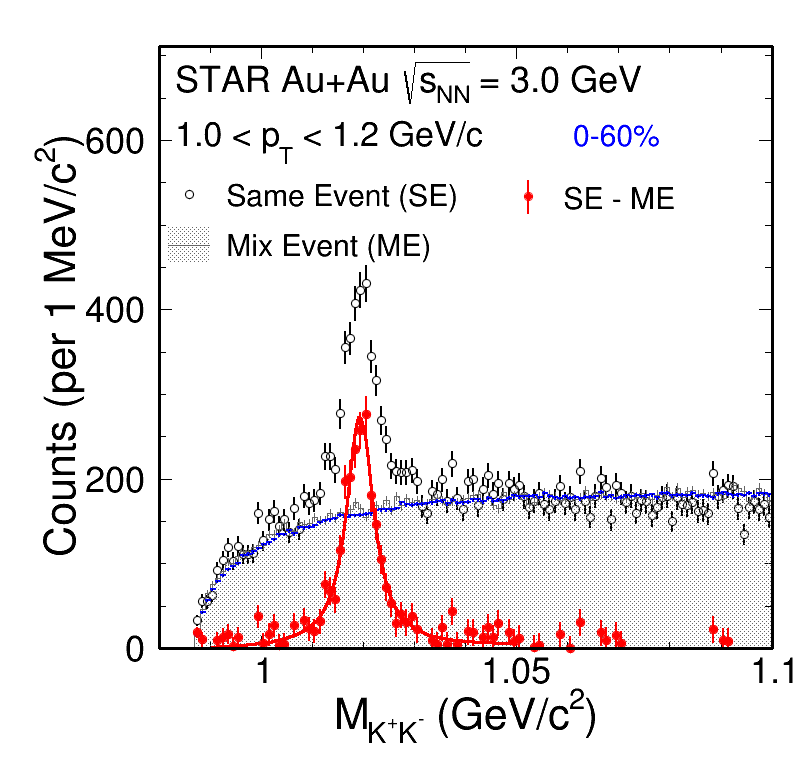 STAR Au+Au √s_NN = 3.0 GeV
1.0 < p_T < 1.2 GeV/c 0-60%
Same Event (SE) SE - ME
Mix Event (ME)
Counts (per 1 MeV/c²)
600
400
200
0
1 1.05 1.1
M_K⁺K⁻ (GeV/c²)